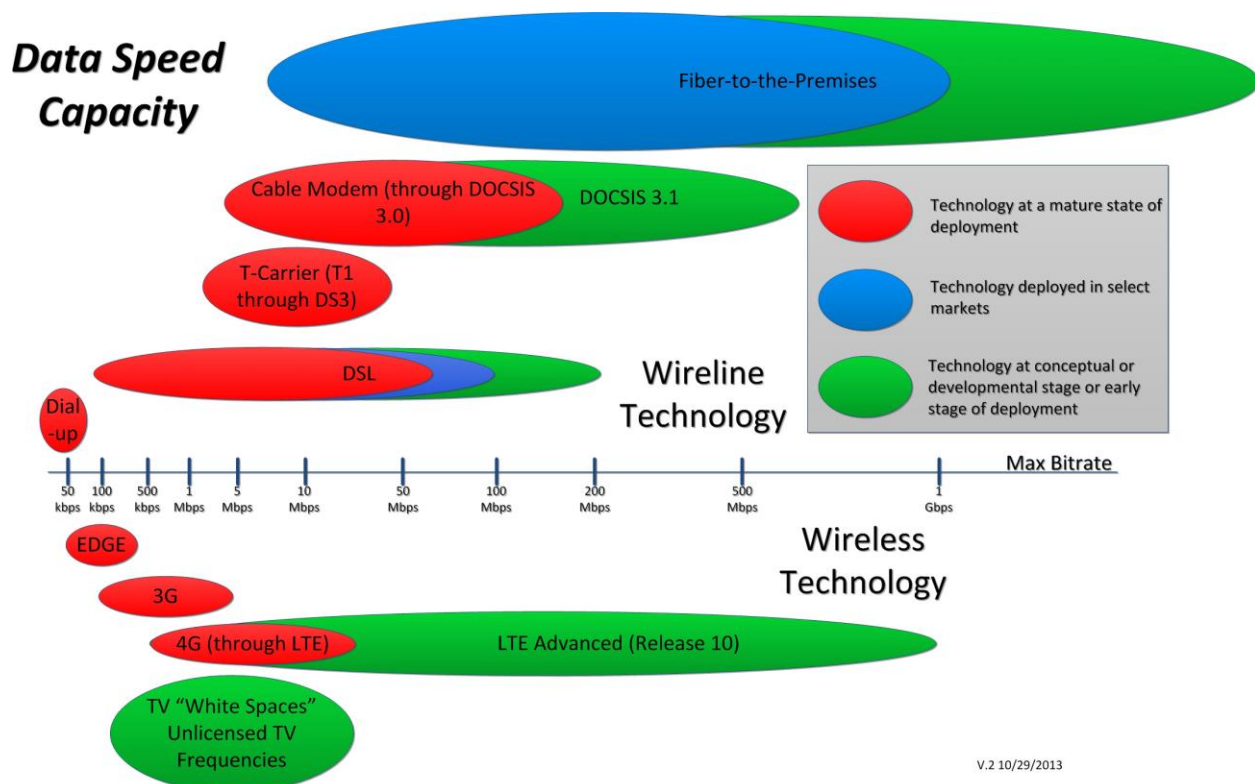 Data Speed
Capacity
Fiber-to-the-Premises
Cable Modem (through DOCSIS
3.0)
DOCSIS 3.1
T-Carrier (T1
through DS3)
DSL
Dial
-up
Wireline
Technology
Technology at a mature state of
deployment
Technology deployed in select
markets
Technology at conceptual or
developmental stage or early
stage of deployment
Max Bitrate
50
kbps
100
kbps
500
kbps
1
Mbps
5
Mbps
10
Mbps
50
Mbps
100
Mbps
200
Mbps
500
Mbps
1
Gbps
EDGE
Wireless
Technology
3G
4G (through LTE)
LTE Advanced (Release 10)
TV “White Spaces”
Unlicensed TV
Frequencies
V.2 10/29/2013